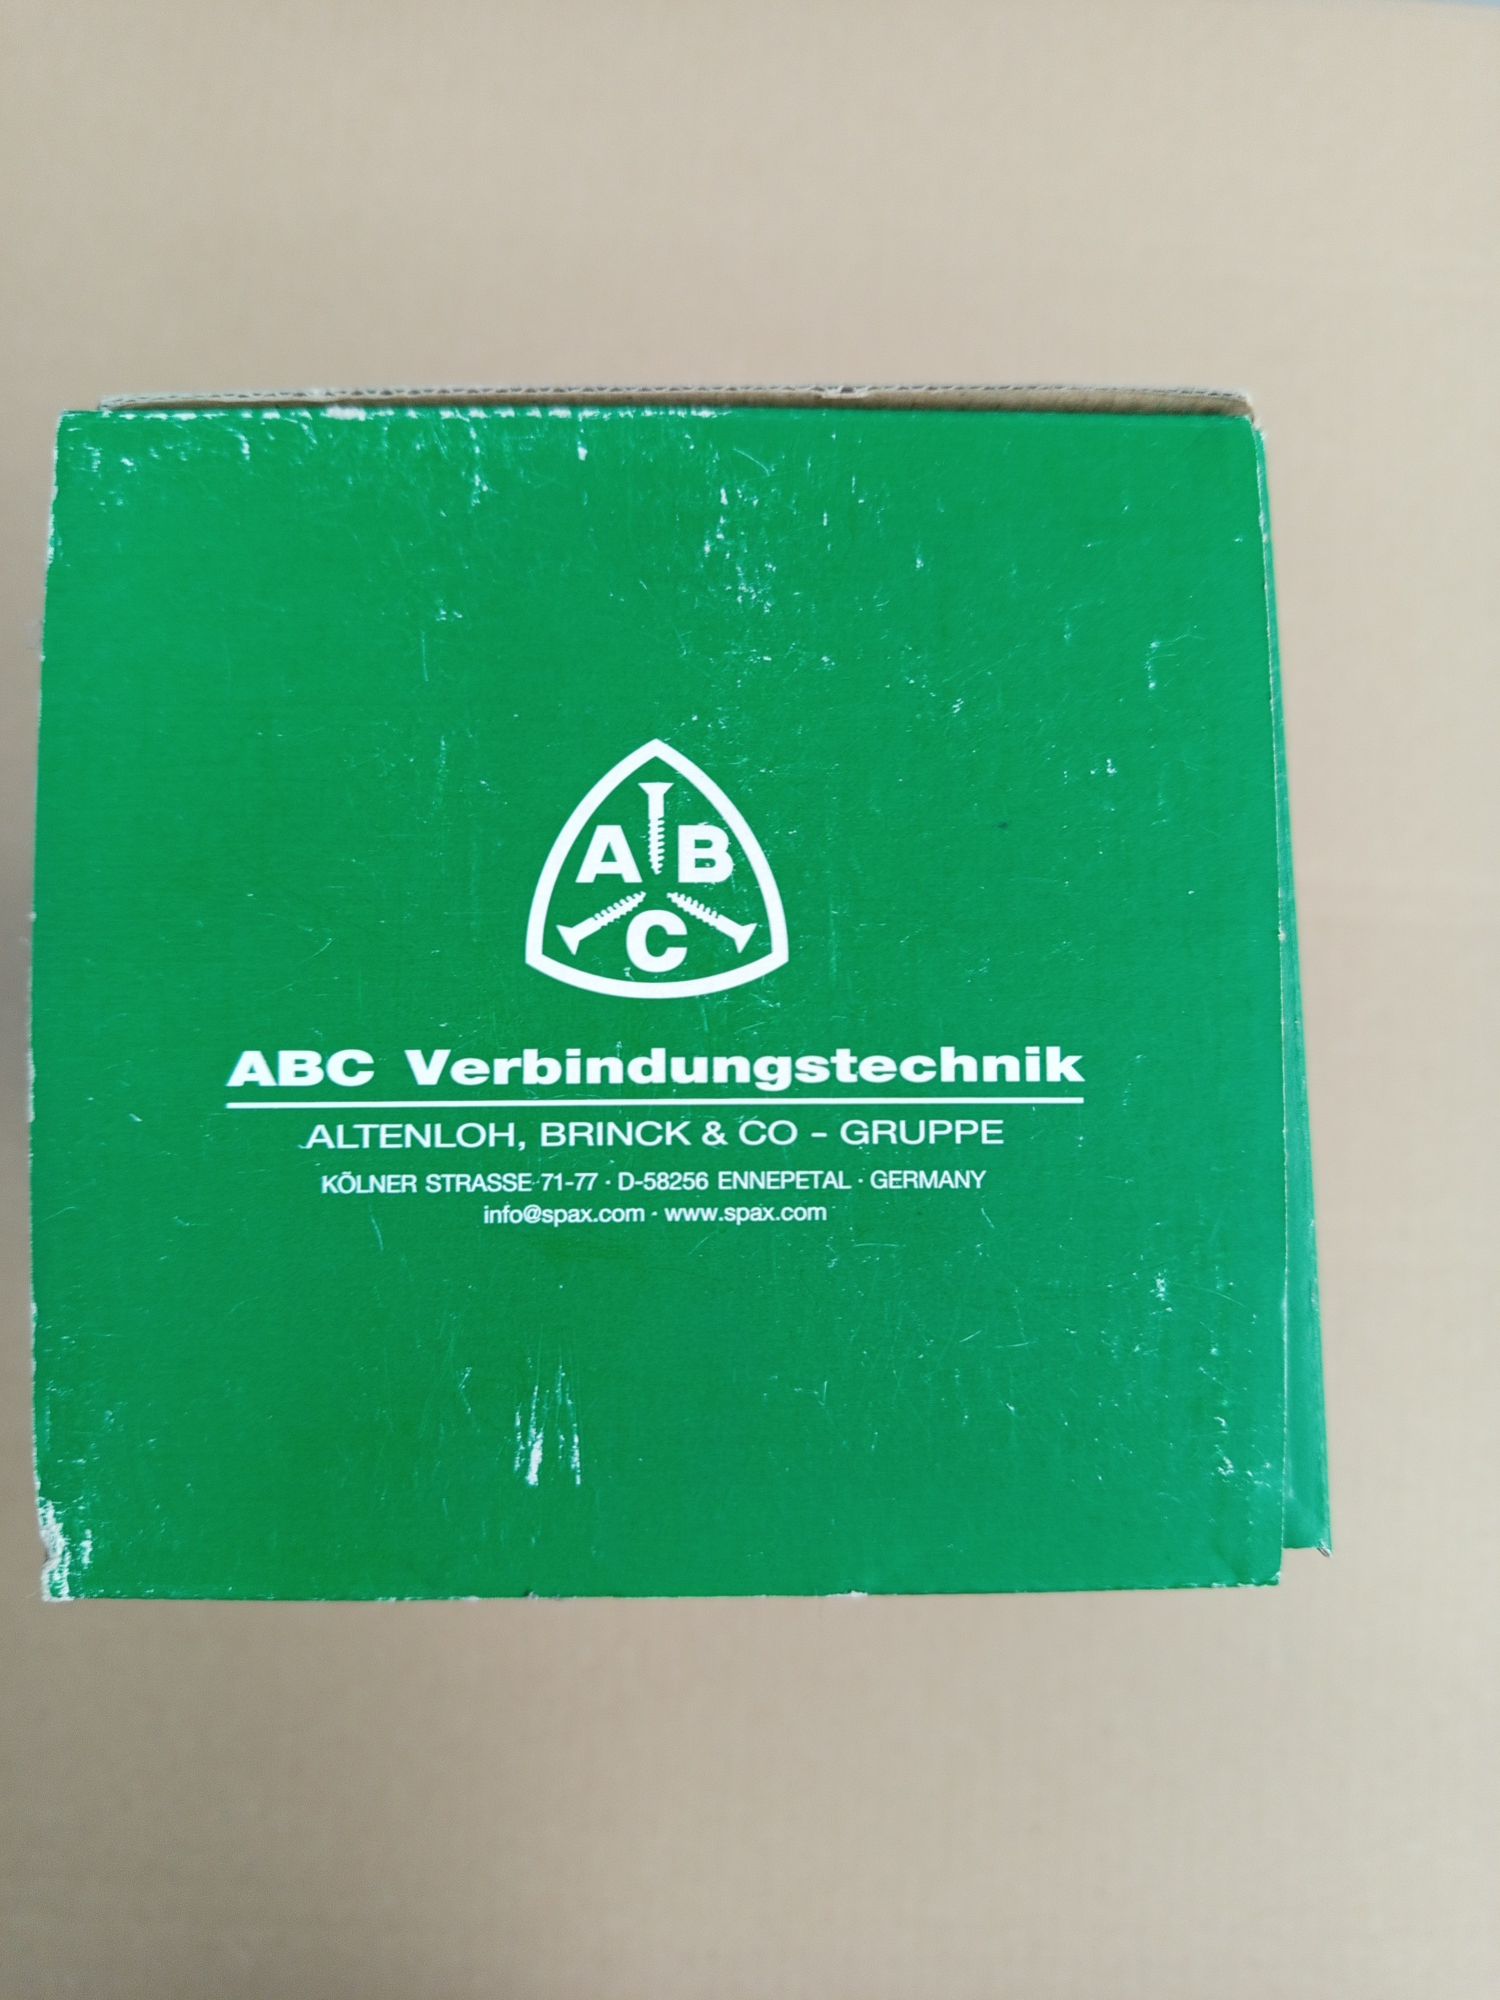 A B
C
ABC Verbindungstechnik
ALTENLOH, BRINCK & CO - GRUPPE
KÖLNER STRASSE 71-77 · D-58256 ENNEPETAL · GERMANY
info@spax.com · www.spax.com